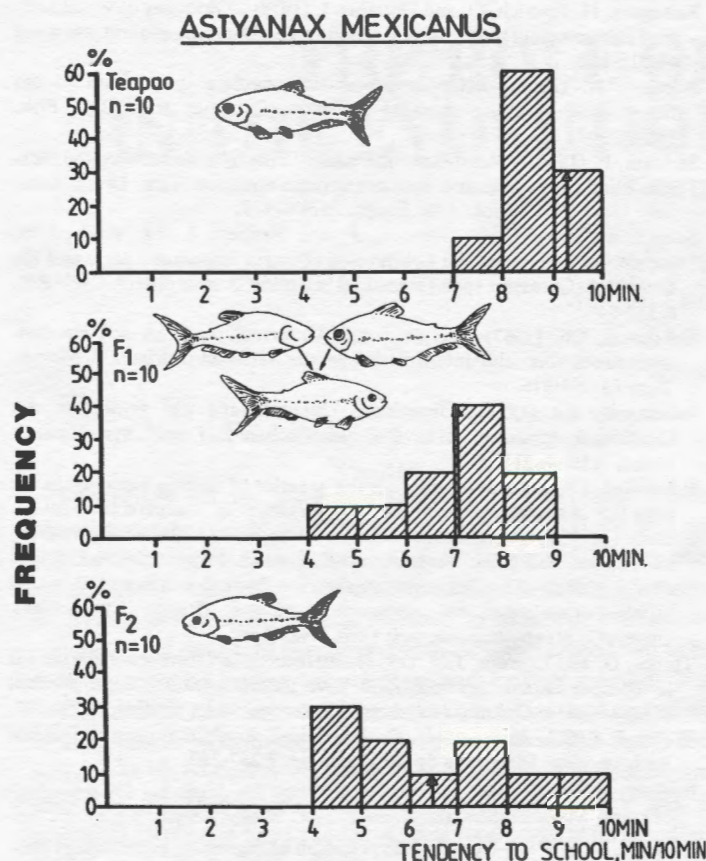 ASTYANAX MEXICANUS
%
60
50
40
30
20
10
0
Teapao
n=10
1 2 3 4 5 6 7 8 9 10MIN.
%
60
50
40
30
20
10
0
F1
n=10
1 2 3 4 5 6 7 8 9 10MIN.
FREQUENCY
%
60
50
40
30
20
10
0
F2
n=10
1 2 3 4 5 6 7 8 9 10MIN
TENDENCY TO SCHOOL,MIN/10MIN